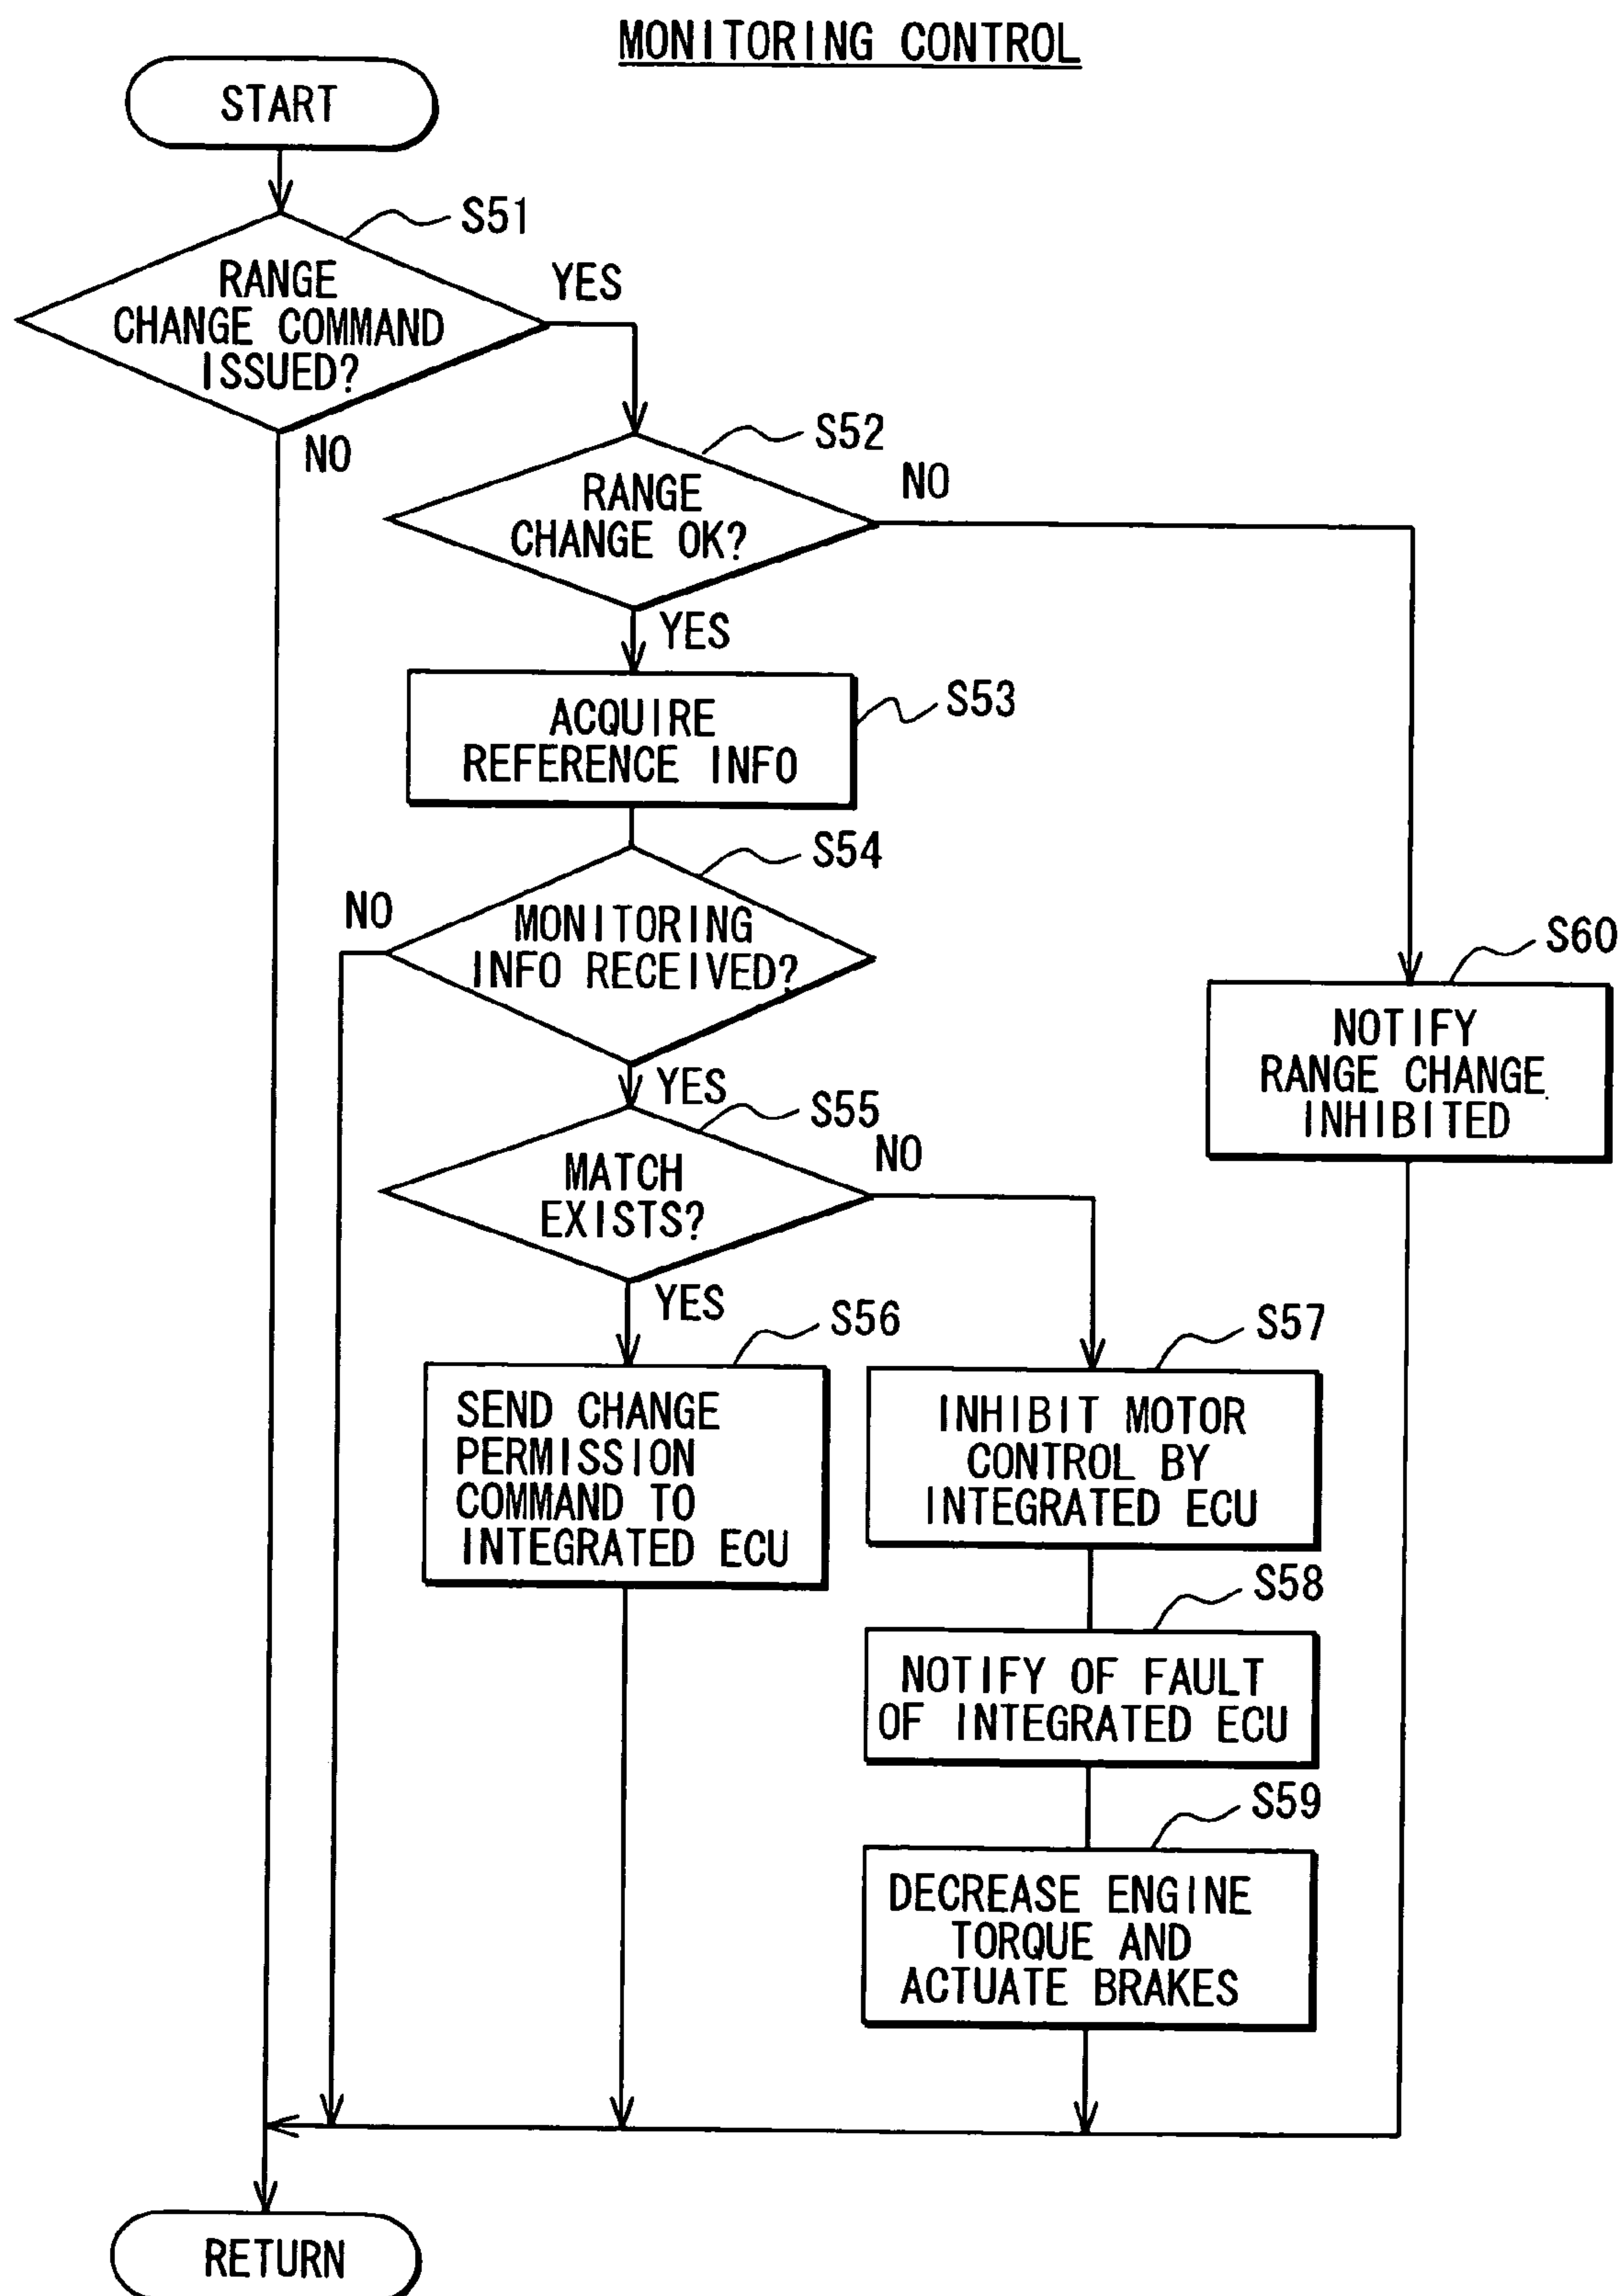 MONITORING CONTROL
START
S51
RANGE
CHANGE COMMAND
ISSUED?
YES
NO
S52
RANGE
CHANGE OK?
NO
YES
ACQUIRE
REFERENCE INFO
S53
S54
NO
MONITORING
INFO RECEIVED?
YES
S60
NOTIFY
RANGE CHANGE
INHIBITED
S55
MATCH
EXISTS?
NO
YES
S56
SEND CHANGE
PERMISSION
COMMAND TO
INTEGRATED ECU
S57
INHIBIT MOTOR
CONTROL BY
INTEGRATED ECU
S58
NOTIFY OF FAULT
OF INTEGRATED ECU
S59
DECREASE ENGINE
TORQUE AND
ACTUATE BRAKES
RETURN